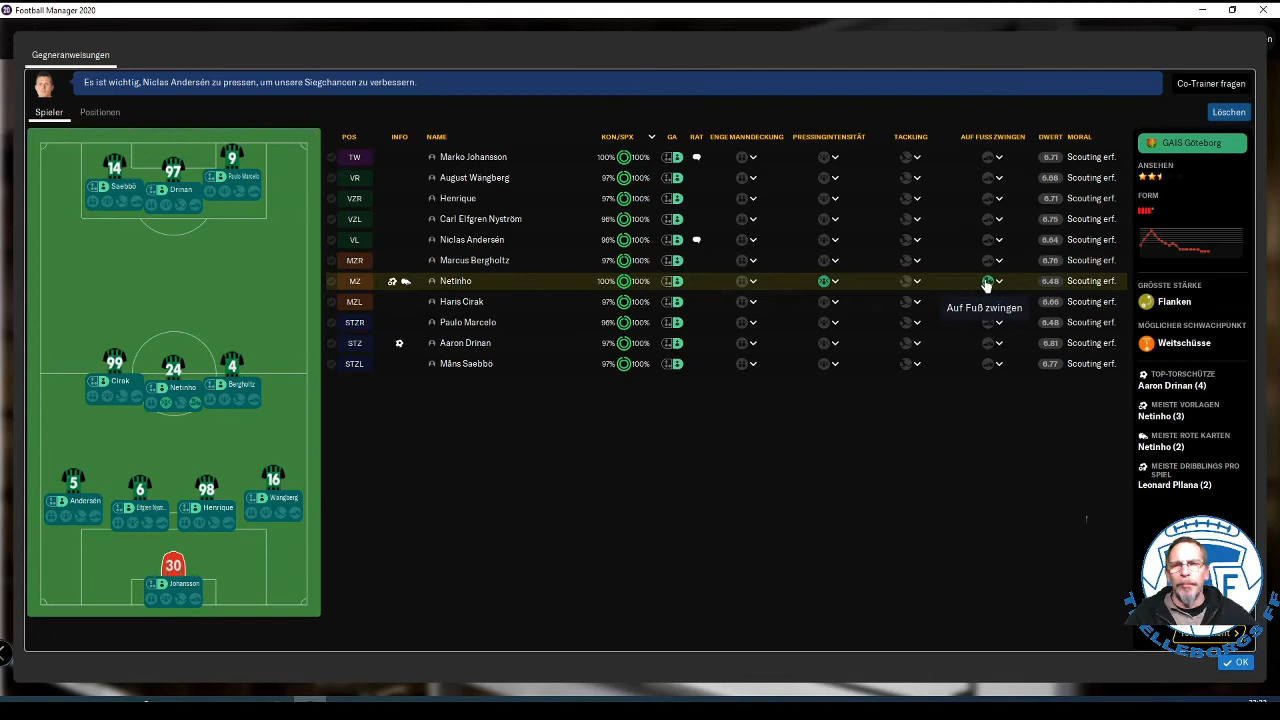 Football Manager 2020
Gegneranweisungen
Es ist wichtig, Niclas Andersén zu pressen, um unsere Siegchancen zu verbessern.
Co-Trainer fragen
Spieler Positionen
Löschen
POS INFO NAME KON/SPX GA RAT ENGE MANNDECKUNG PRESSINGINTENSITÄT TACKLING AUF FUSS ZWINGEN DWERT MORAL
TW Marko Johansson 100% 100% 6.71 Scouting erf.
VR August Wängberg 97% 100% 6.68 Scouting erf.
VZR Henrique 97% 100% 6.71 Scouting erf.
VZL Carl Elfgren Nyström 96% 100% 6.75 Scouting erf.
VL Niclas Andersén 96% 100% 6.64 Scouting erf.
MZR Marcus Bergholtz 97% 100% 6.76 Scouting erf.
MZ Netinho 100% 100% 6.48 Scouting erf.
MZL Haris Cirak 97% 100% 6.66 Scouting erf.
Auf Fuß zwingen
STZR Paulo Marcelo 96% 100% 6.48 Scouting erf.
STZ Aaron Drinan 97% 100% 6.81 Scouting erf.
STZL Måns Saebbö 97% 100% 6.77 Scouting erf.
14 97 9
Saebbö Drinan Paulo Marcelo
99 24 4
Cirak Netinho Bergholtz
5 6 98 16
Andersén Elfgren Nyst... Henrique Wängberg
30
Johansson
GAIS Göteborg
ANSEHEN
FORM
GRÖSSTE STÄRKE
Flanken
MÖGLICHER SCHWACHPUNKT
Weitschüsse
TOP-TORSCHÜTZE
Aaron Drinan (4)
MEISTE VORLAGEN
Netinho (3)
MEISTE ROTE KARTEN
Netinho (2)
MEISTE DRIBBLINGS PRO
SPIEL
Leonard Pllana (2)
F
OK